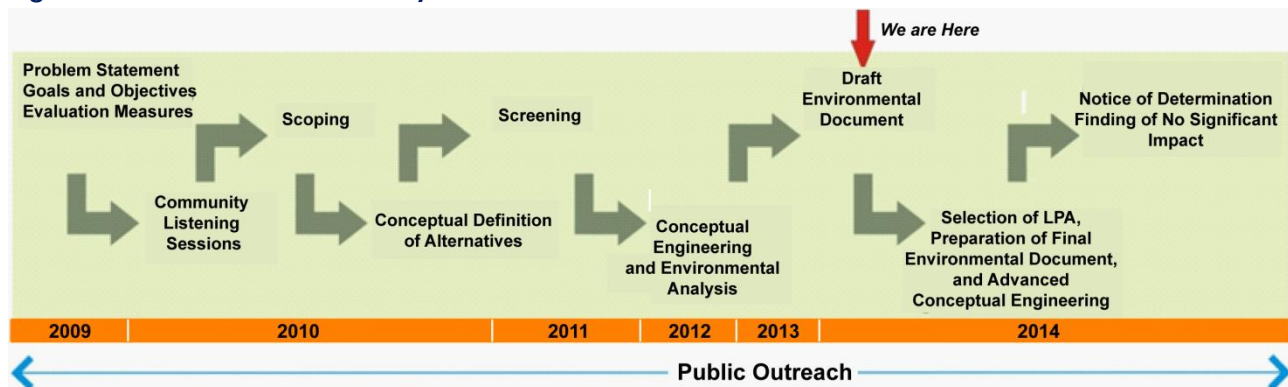 We are Here
Problem Statement
Goals and Objectives
Evaluation Measures
Community
Listening
Sessions
Scoping
Conceptual Definition
of Alternatives
Screening
Conceptual
Engineering
and Environmental
Analysis
Draft
Environmental
Document
Selection of LPA,
Preparation of Final
Environmental Document,
and Advanced
Conceptual Engineering
Notice of Determination
Finding of No Significant
Impact
2009
2010
2011
2012
2013
2014
Public Outreach